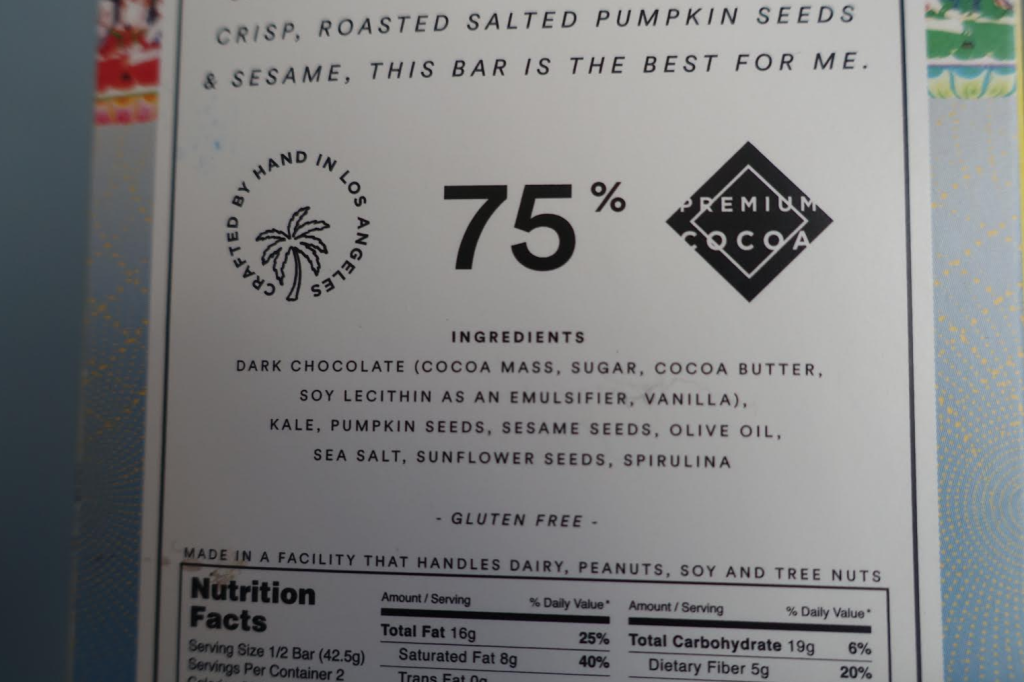 CRISP, ROASTED SALTED PUMPKIN SEEDS
& SESAME, THIS BAR IS THE BEST FOR ME.
CRAFTED BY HAND IN LOS ANGELES
75%
PREMIUM
COCOA
INGREDIENTS
DARK CHOCOLATE (COCOA MASS, SUGAR, COCOA BUTTER,
SOY LECITHIN AS AN EMULSIFIER, VANILLA),
KALE, PUMPKIN SEEDS, SESAME SEEDS, OLIVE OIL,
SEA SALT, SUNFLOWER SEEDS, SPIRULINA
- GLUTEN FREE -
MADE IN A FACILITY THAT HANDLES DAIRY, PEANUTS, SOY AND TREE NUTS
Nutrition
Facts
Serving Size 1/2 Bar (42.5g)
Servings Per Container 2
Amount / Serving % Daily Value*
Total Fat 16g 25%
Saturated Fat 8g 40%
Trans Fat 0g
Amount / Serving % Daily Value*
Total Carbohydrate 19g 6%
Dietary Fiber 5g 20%